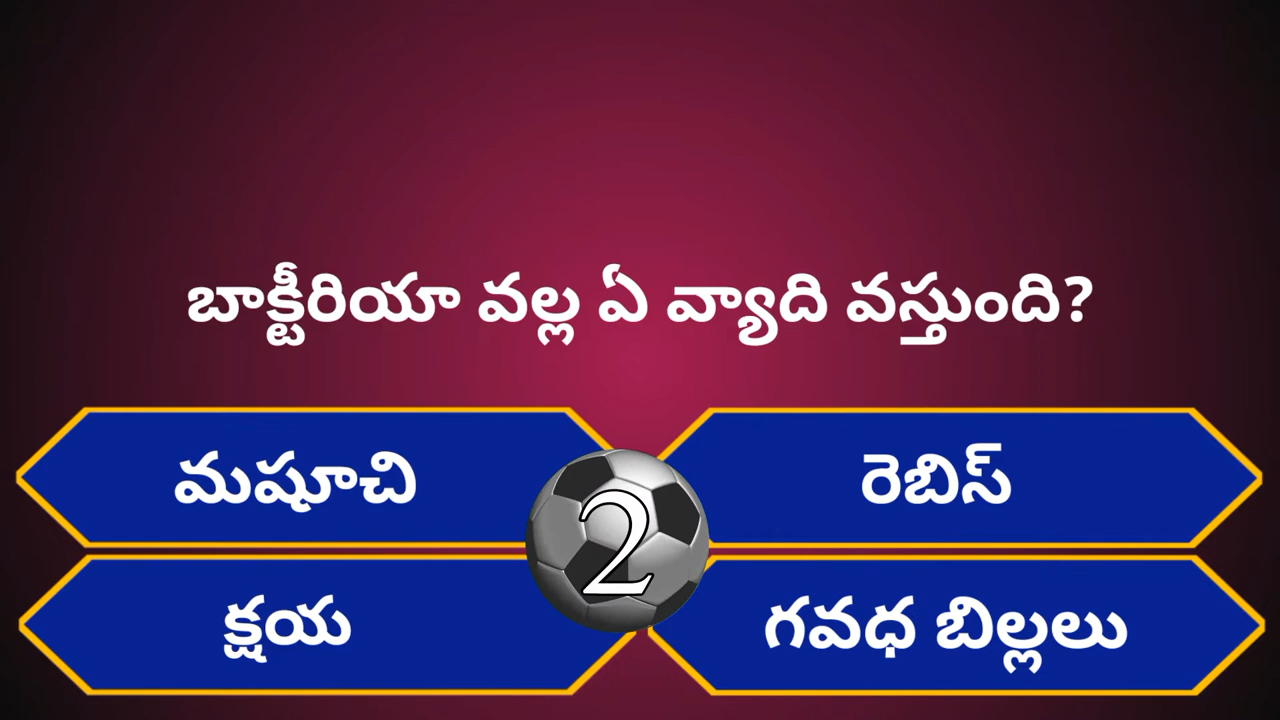 బాక్టీరియా వల్ల ఏ వ్యాది వస్తుంది?
మషూచి
రెబిస్
2
క్షయ
గవధ బిల్లలు